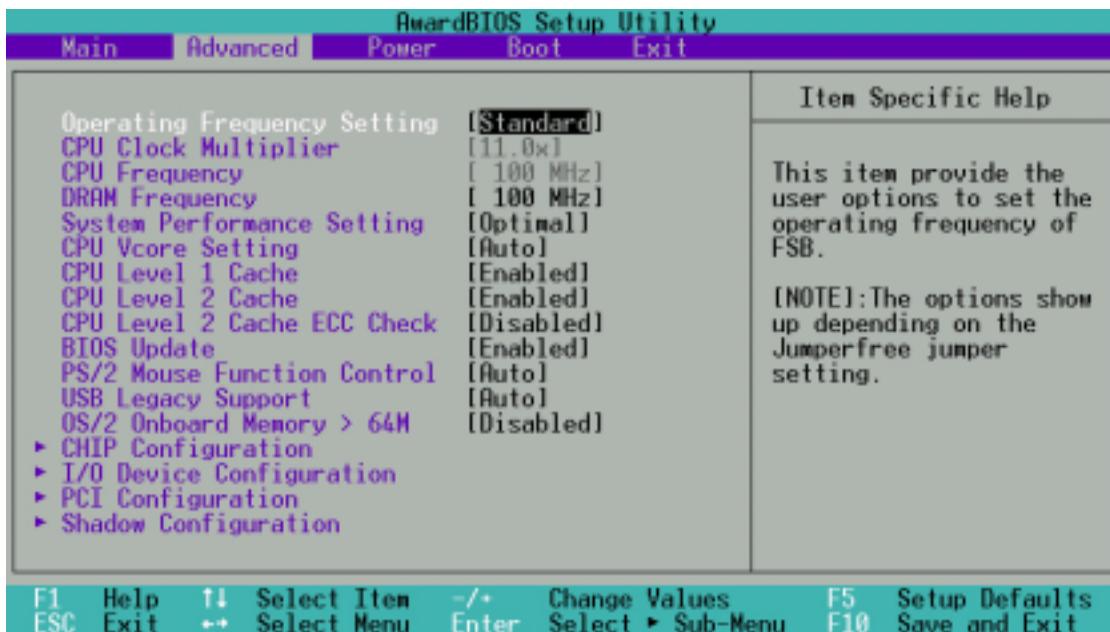 AwardBIOS Setup Utility
Main Advanced Power Boot Exit
Operating Frequency Setting [Standard]
CPU Clock Multiplier [11.0x]
CPU Frequency [ 100 MHz]
DRAM Frequency [ 100 MHz]
System Performance Setting [Optimal]
CPU Vcore Setting [Auto]
CPU Level 1 Cache [Enabled]
CPU Level 2 Cache [Enabled]
CPU Level 2 Cache ECC Check [Disabled]
BIOS Update [Enabled]
PS/2 Mouse Function Control [Auto]
USB Legacy Support [Auto]
OS/2 Onboard Memory > 64M [Disabled]
► CHIP Configuration
► I/O Device Configuration
► PCI Configuration
► Shadow Configuration
Item Specific Help
This item provide the
user options to set the
operating frequency of
FSB.
[NOTE]:The options show
up depending on the
Jumperfree jumper
setting.
F1 Help ↑↓ Select Item -/+ Change Values F5 Setup Defaults
ESC Exit ←→ Select Menu Enter Select ► Sub-Menu F10 Save and Exit